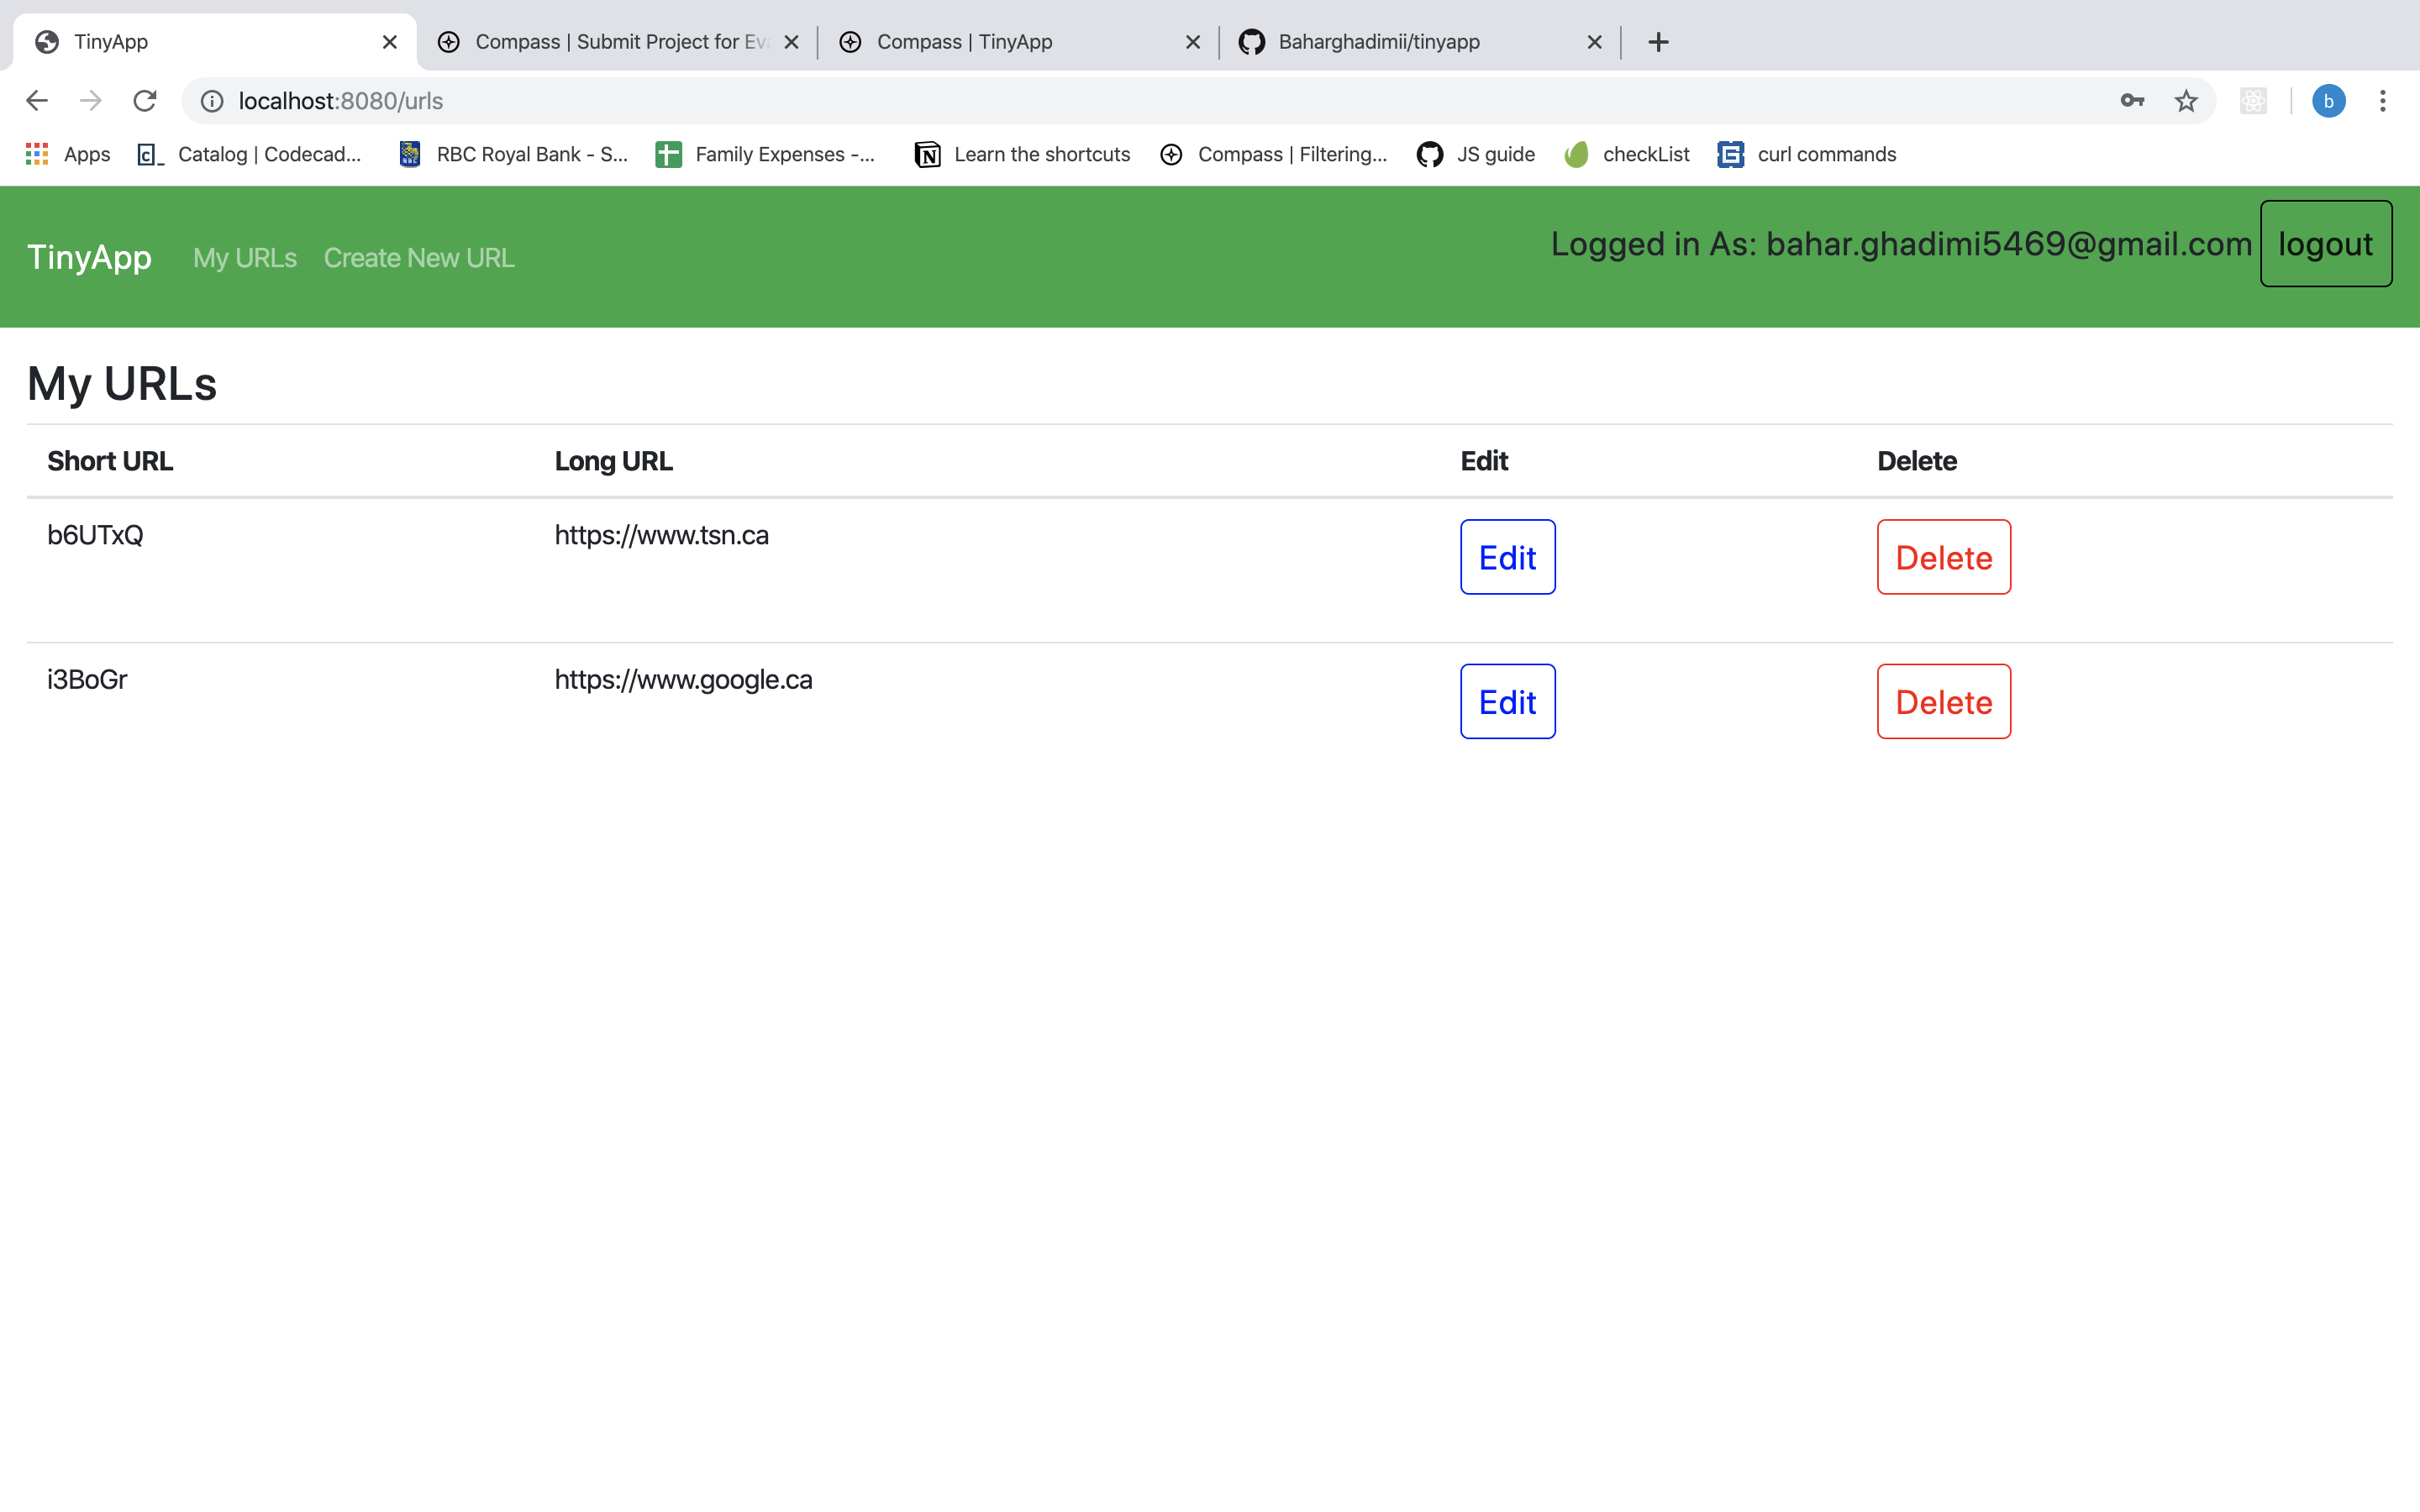 TinyApp
Compass | Submit Project for Eva
Compass | TinyApp
Baharghadimii/tinyapp
localhost:8080/urls
b
Apps
Catalog | Codecad...
RBC Royal Bank - S...
Family Expenses -...
Learn the shortcuts
Compass | Filtering...
JS guide
checkList
curl commands
TinyApp My URLs Create New URL Logged in As: bahar.ghadimi5469@gmail.com logout
My URLs
Short URL Long URL Edit Delete
b6UTxQ https://www.tsn.ca Edit Delete
i3BoGr https://www.google.ca Edit Delete